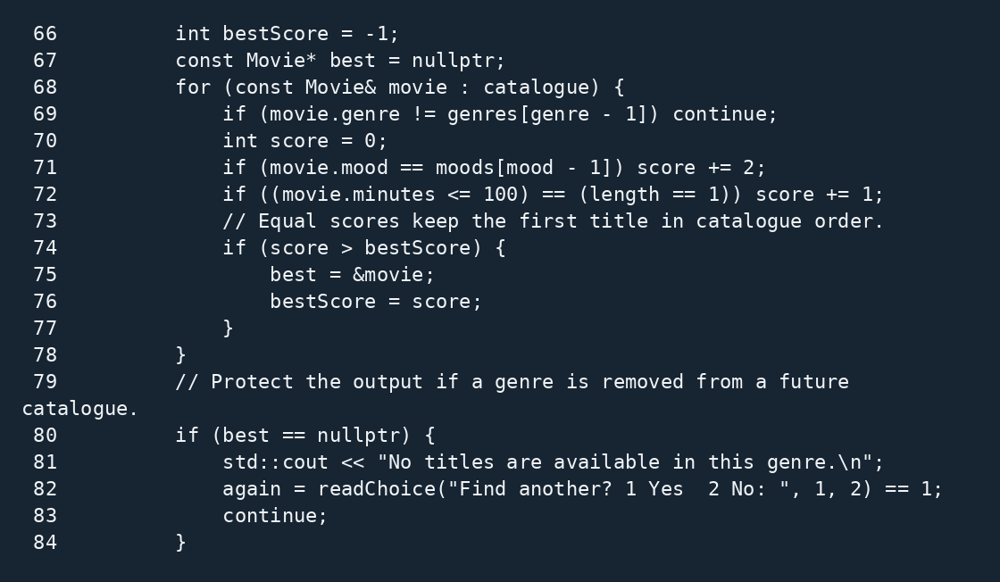 66          int bestScore = -1;
67          const Movie* best = nullptr;
68          for (const Movie& movie : catalogue) {
69              if (movie.genre != genres[genre - 1]) continue;
70              int score = 0;
71              if (movie.mood == moods[mood - 1]) score += 2;
72              if ((movie.minutes <= 100) == (length == 1)) score += 1;
73              // Equal scores keep the first title in catalogue order.
74              if (score > bestScore) {
75                  best = &movie;
76                  bestScore = score;
77              }
78          }
79          // Protect the output if a genre is removed from a future
catalogue.
80          if (best == nullptr) {
81              std::cout << "No titles are available in this genre.\n";
82              again = readChoice("Find another? 1 Yes  2 No: ", 1, 2) == 1;
83              continue;
84          }